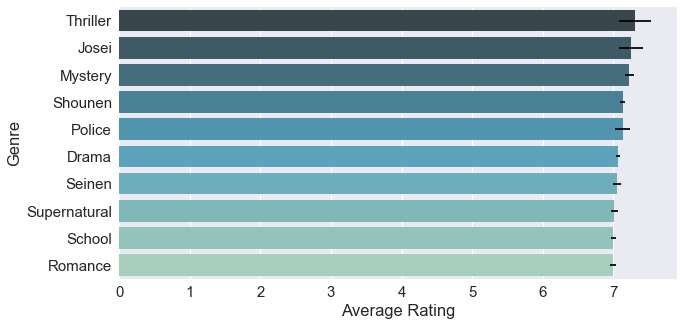 Thriller
Josei
Mystery
Shounen
Police
Drama
Seinen
Supernatural
School
Romance
Genre
0 1 2 3 4 5 6 7
Average Rating